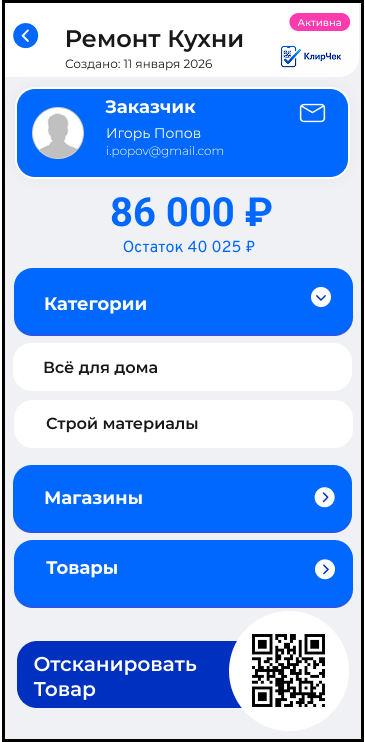 Активна
Ремонт Кухни
Создано: 11 января 2026
КлирЧек
Заказчик
Игорь Попов
i.popov@gmail.com
86 000 ₽
Остаток 40 025 ₽
Категории
Всё для дома
Строй материалы
Магазины
Товары
Отсканировать
Товар